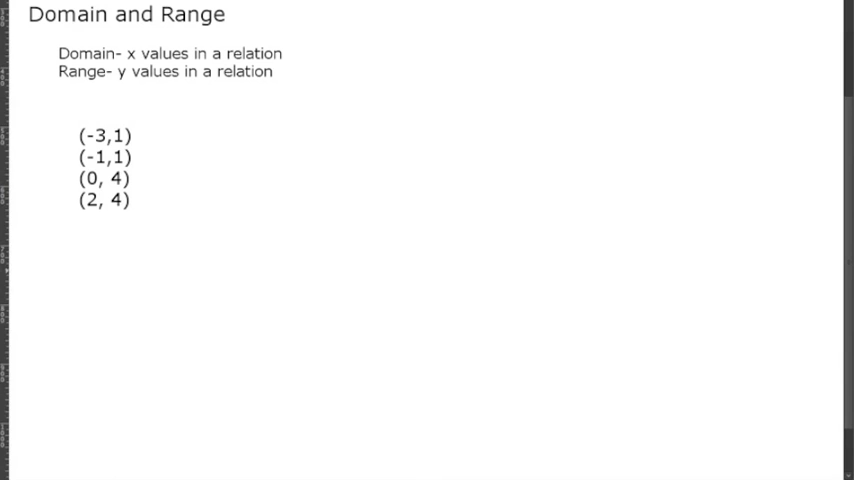 Domain and Range
Domain- x values in a relation
Range- y values in a relation
(-3,1)
(-1,1)
(0, 4)
(2, 4)